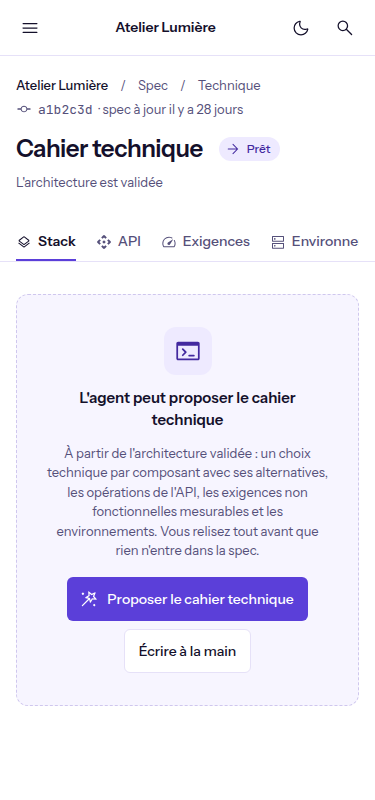 Atelier Lumière
Atelier Lumière / Spec / Technique
a1b2c3d · spec à jour il y a 28 jours
Cahier technique
Prêt
L'architecture est validée
Stack API Exigences Environne
L'agent peut proposer le cahier
technique
À partir de l'architecture validée : un choix
technique par composant avec ses alternatives,
les opérations de l'API, les exigences non
fonctionnelles mesurables et les
environnements. Vous relisez tout avant que
rien n'entre dans la spec.
Proposer le cahier technique
Écrire à la main